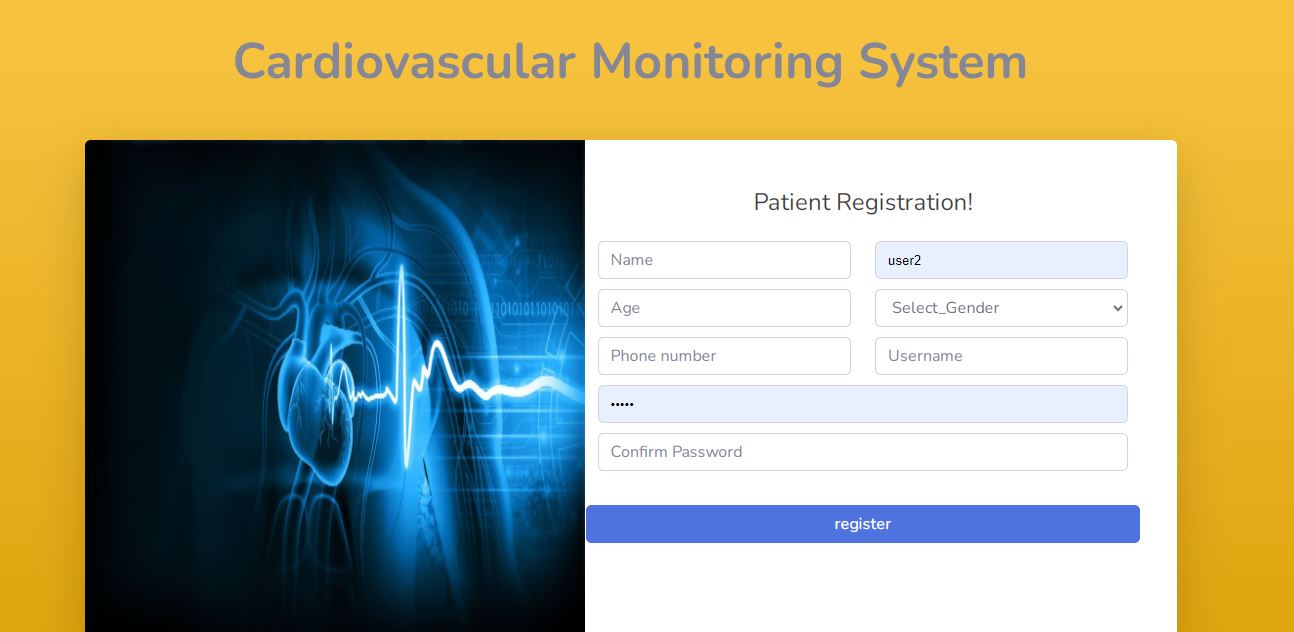 Cardiovascular Monitoring System
Patient Registration!
Name
user2
Age
Select_Gender
Phone number
Username
•••••
Confirm Password
register